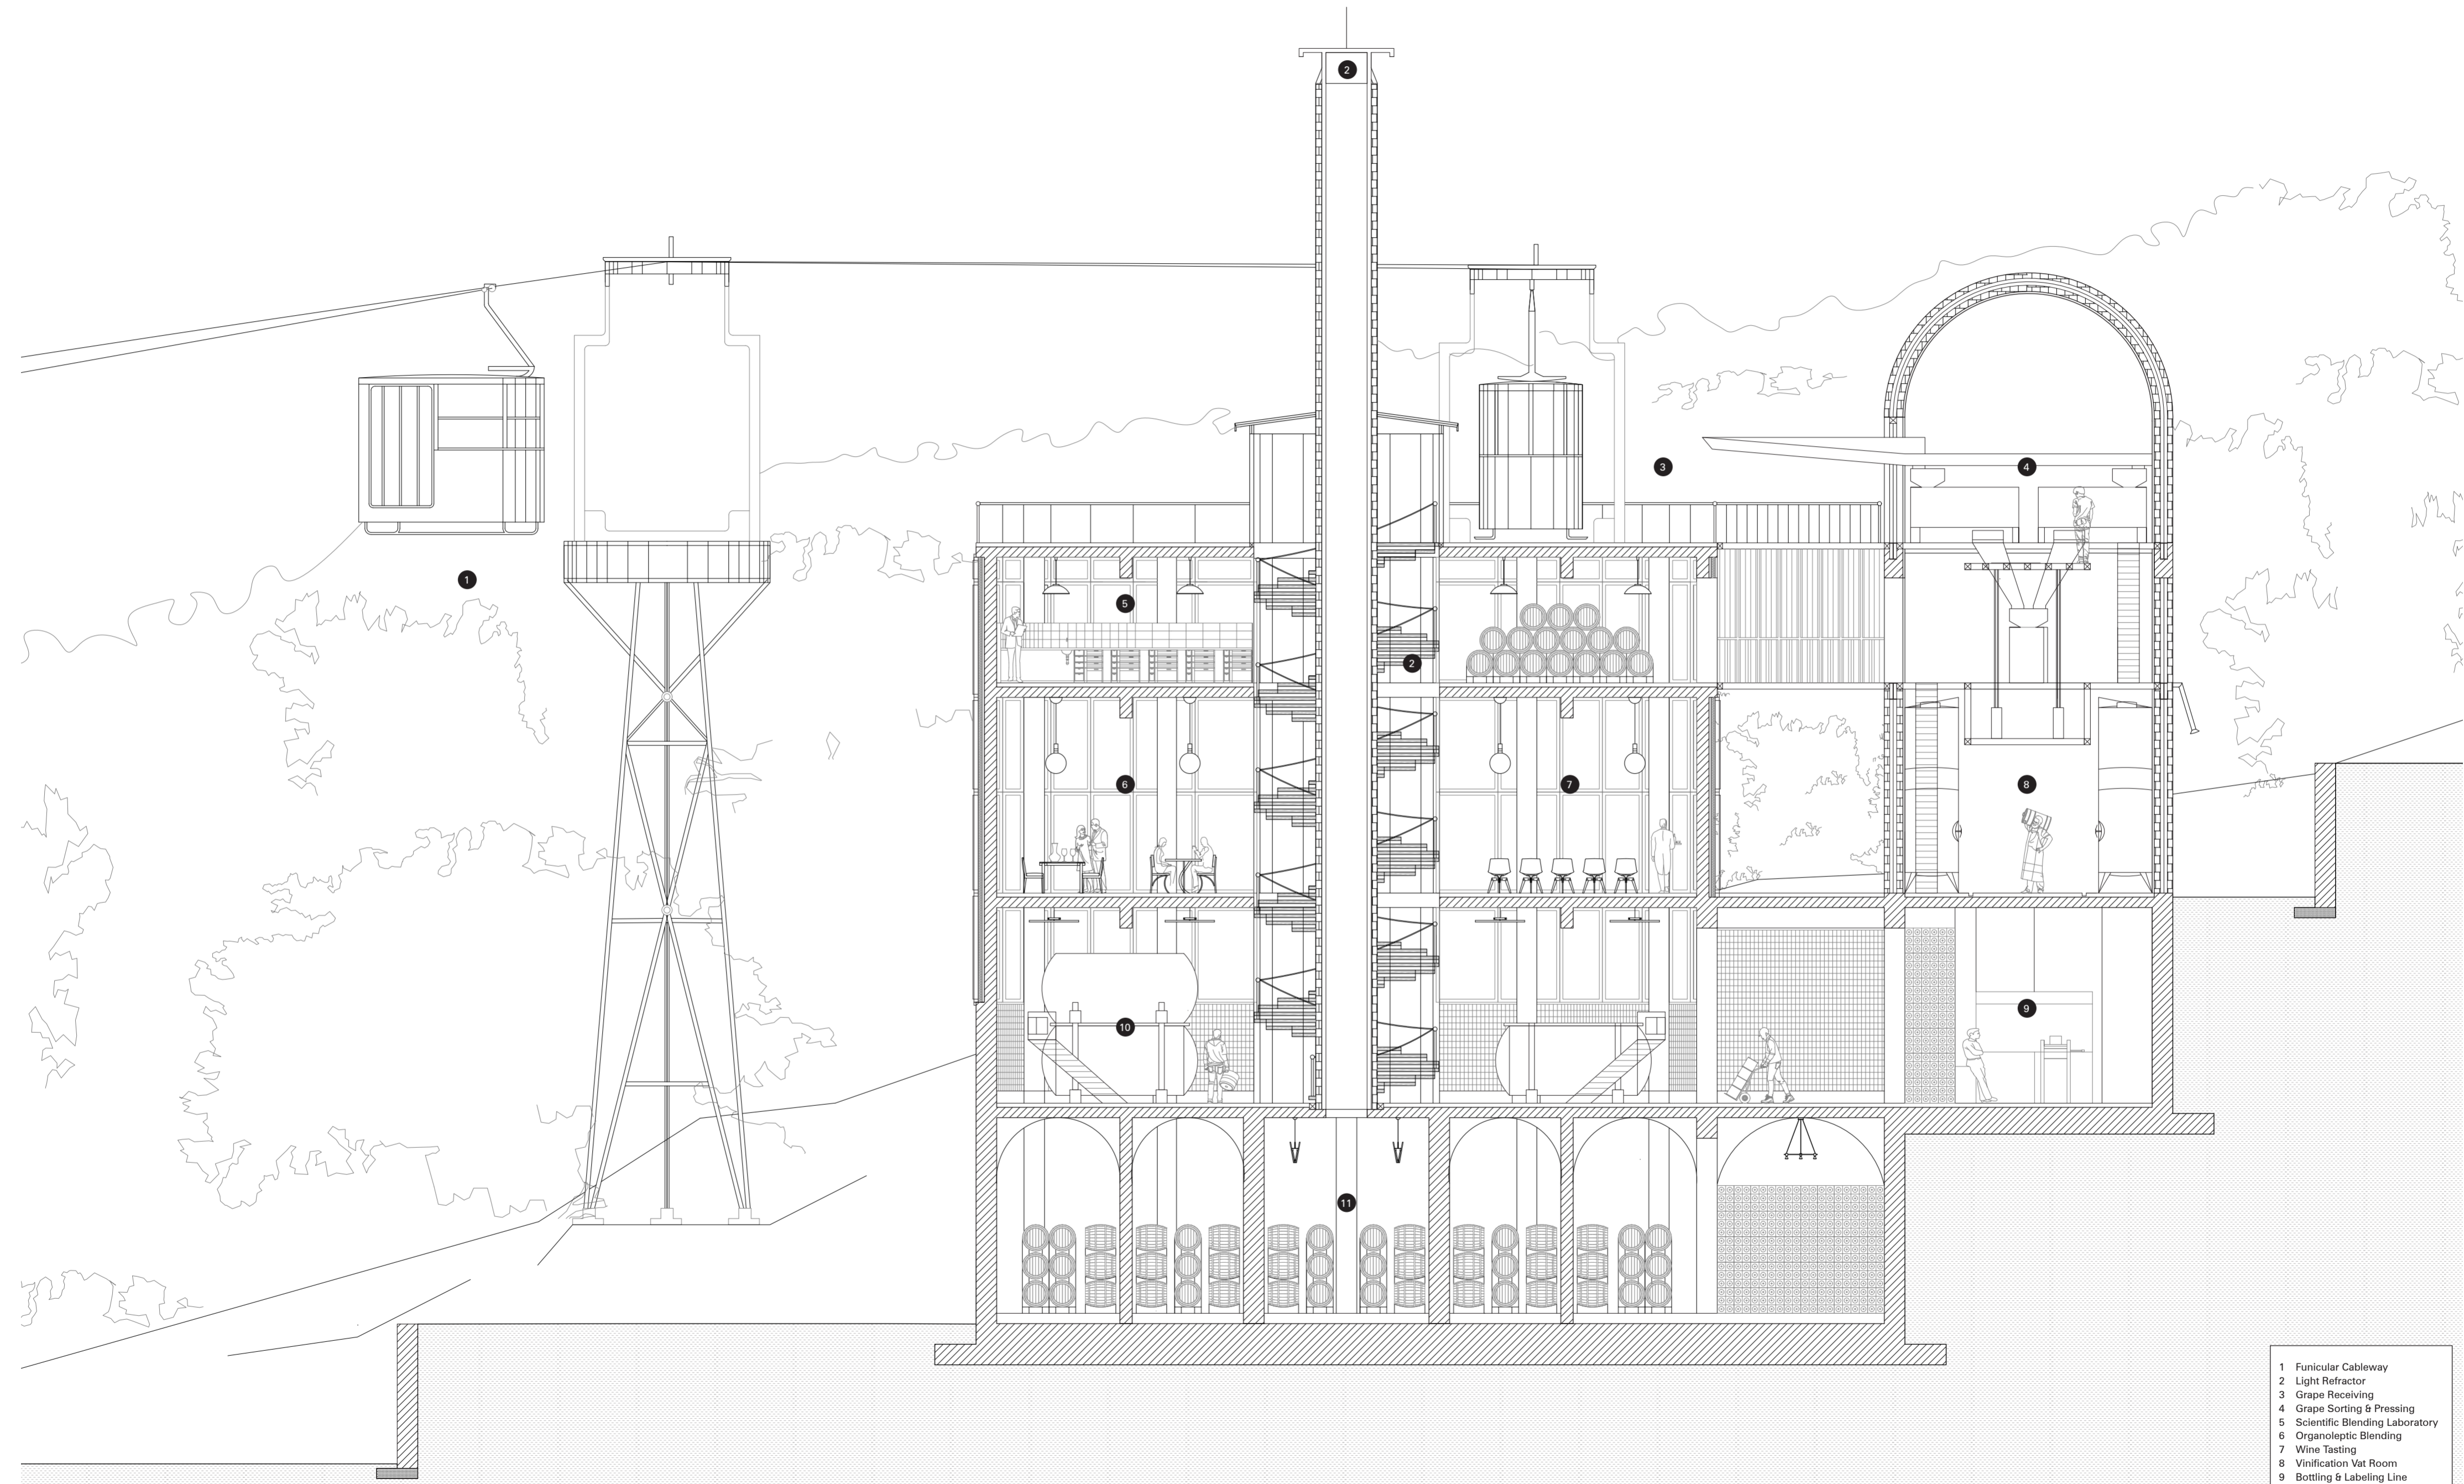 2
3
4
1
5
2
6
7
8
9
10
11
1 Funicular Cableway
2 Light Refractor
3 Grape Receiving
4 Grape Sorting & Pressing
5 Scientific Blending Laboratory
6 Organoleptic Blending
7 Wine Tasting
8 Vinification Vat Room
9 Bottling & Labeling Line